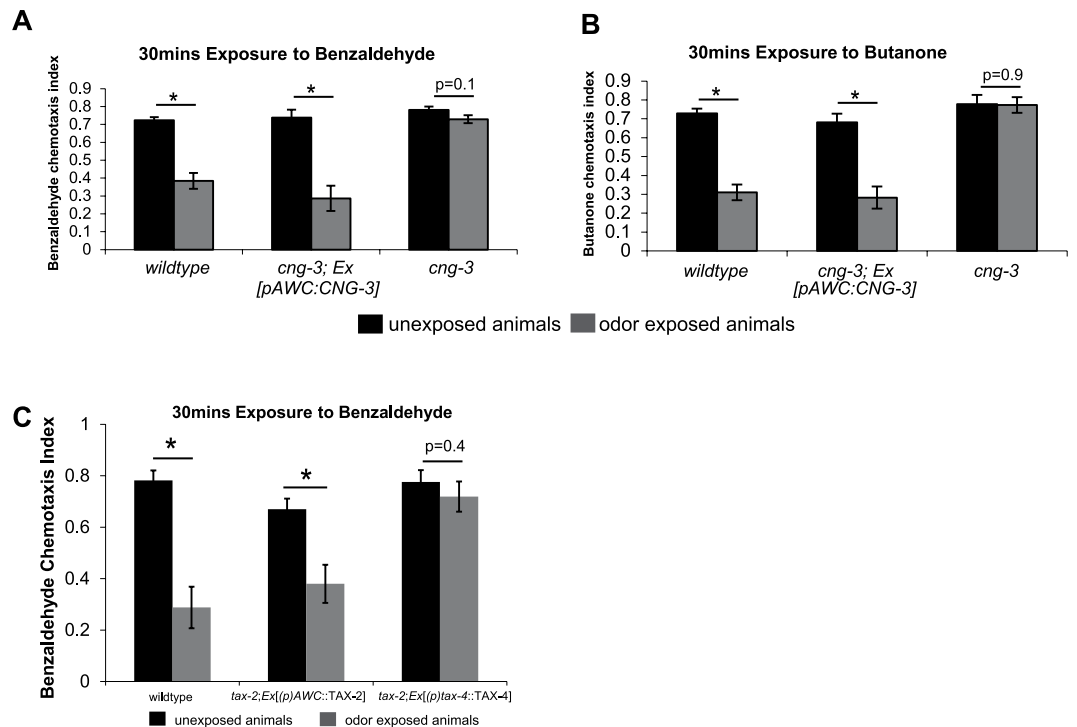 A
30mins Exposure to Benzaldehyde
Benzaldehyde chemotaxis index
0.9
0.8
0.7
0.6
0.5
0.4
0.3
0.2
0.1
0
*
*
p=0.1
wildtype
cng-3; Ex
[pAWC:CNG-3]
cng-3
B
30mins Exposure to Butanone
Butanone chemotaxis index
0.9
0.8
0.7
0.6
0.5
0.4
0.3
0.2
0.1
0
*
*
p=0.9
wildtype
cng-3; Ex
[pAWC:CNG-3]
cng-3
unexposed animals odor exposed animals
C
30mins Exposure to Benzaldehyde
Benzaldehyde Chemotaxis Index
1
0.8
0.6
0.4
0.2
0
*
*
p=0.4
wildtype
tax-2;Ex[(p)AWC::TAX-2]
tax-2;Ex[(p)tax-4::TAX-4]
unexposed animals odor exposed animals